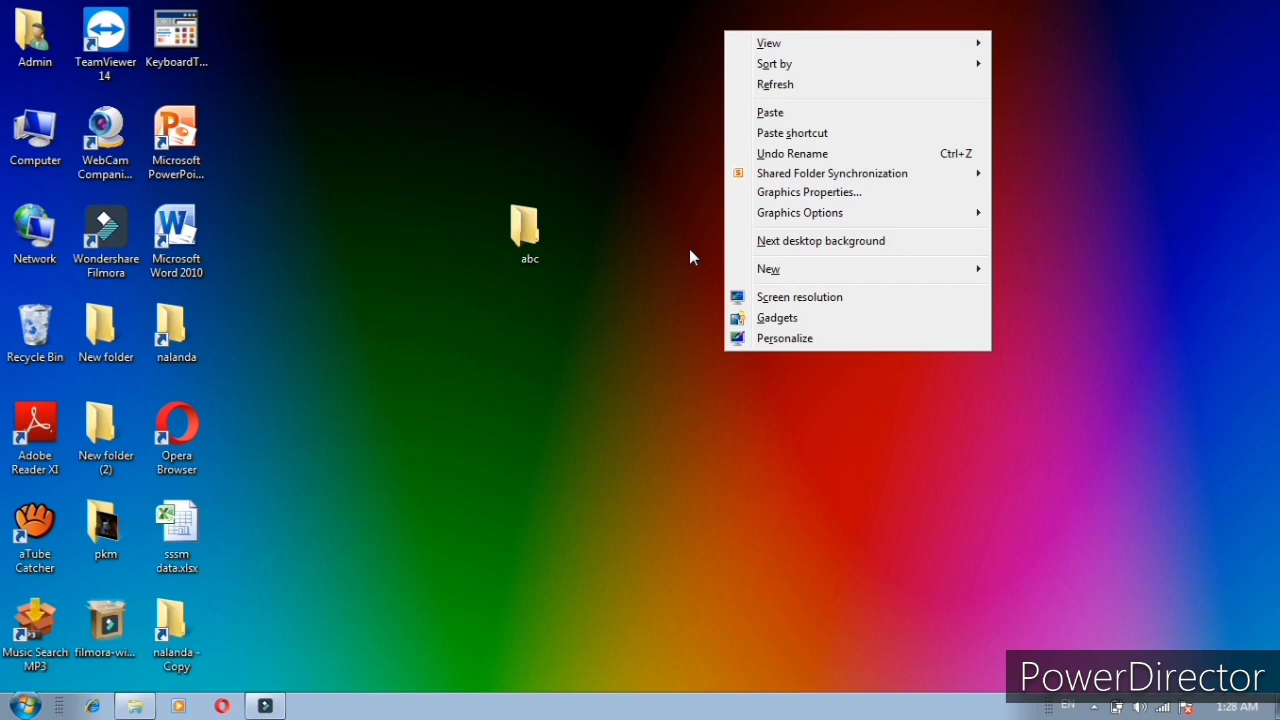 Admin
TeamViewer
14
KeyboardT...
Computer
WebCam
Compani...
Microsoft
PowerPoi...
Network
Wondershare
Filmora
Microsoft
Word 2010
Recycle Bin
New folder
nalanda
Adobe
Reader XI
New folder
(2)
Opera
Browser
aTube
Catcher
pkm
sssm
data.xlsx
Music Search
MP3
filmora-wi...
nalanda -
Copy
abc
View
Sort by
Refresh
Paste
Paste shortcut
Undo Rename Ctrl+Z
Shared Folder Synchronization
Graphics Properties...
Graphics Options
Next desktop background
New
Screen resolution
Gadgets
Personalize
PowerDirector
EN
1:28 AM